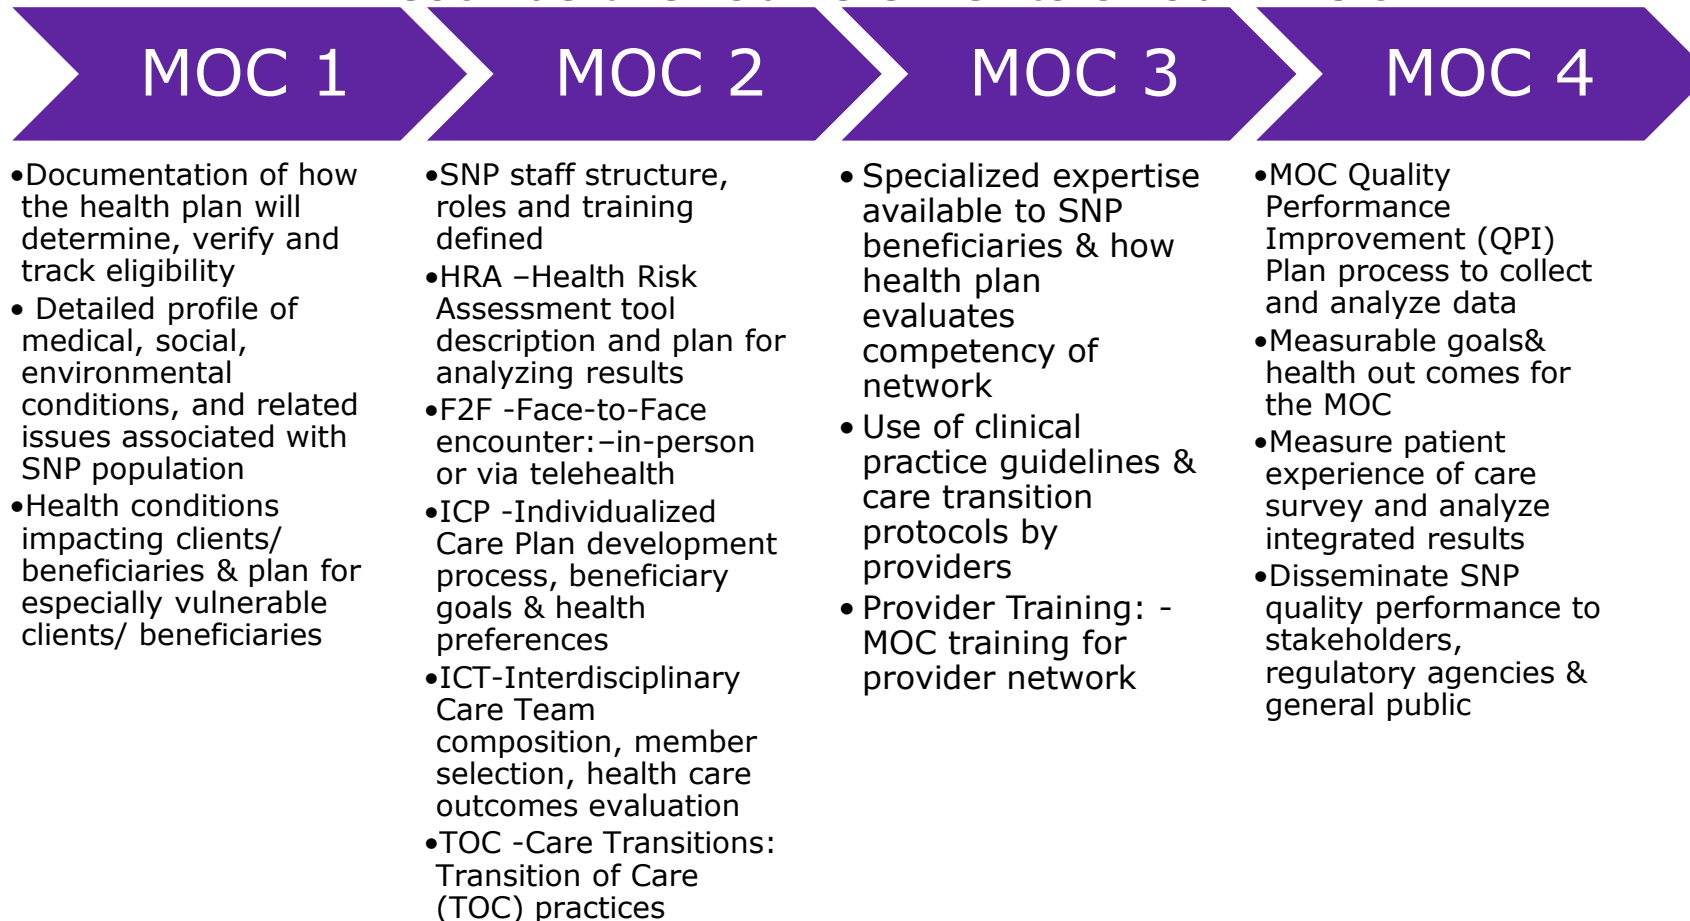 MOC 1
•Documentation of how
the health plan will
determine, verify and
track eligibility
• Detailed profile of
medical, social,
environmental
conditions, and related
issues associated with
SNP population
•Health conditions
impacting clients/
beneficiaries & plan for
especially vulnerable
clients/ beneficiaries
MOC 2
•SNP staff structure,
roles and training
defined
•HRA –Health Risk
Assessment tool
description and plan for
analyzing results
•F2F -Face-to-Face
encounter:–in-person
or via telehealth
•ICP -Individualized
Care Plan development
process, beneficiary
goals & health
preferences
•ICT-Interdisciplinary
Care Team
composition, member
selection, health care
outcomes evaluation
•TOC -Care Transitions:
Transition of Care
(TOC) practices
MOC 3
• Specialized expertise
available to SNP
beneficiaries & how
health plan
evaluates
competency of
network
• Use of clinical
practice guidelines &
care transition
protocols by
providers
• Provider Training: -
MOC training for
provider network
MOC 4
•MOC Quality
Performance
Improvement (QPI)
Plan process to collect
and analyze data
•Measurable goals&
health out comes for
the MOC
•Measure patient
experience of care
survey and analyze
integrated results
•Disseminate SNP
quality performance to
stakeholders,
regulatory agencies &
general public